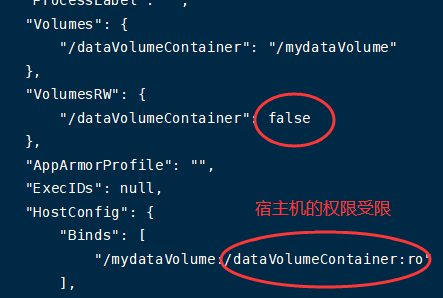 "ProcessLabel": "",
"Volumes": {
"/dataVolumeContainer": "/mydataVolume"
},
"VolumesRW": {
"/dataVolumeContainer": false
},
"AppArmorProfile": "",
"ExecIDs": null,
宿主机的权限受限
"HostConfig": {
"Binds": [
"/mydataVolume:/dataVolumeContainer:ro"
],